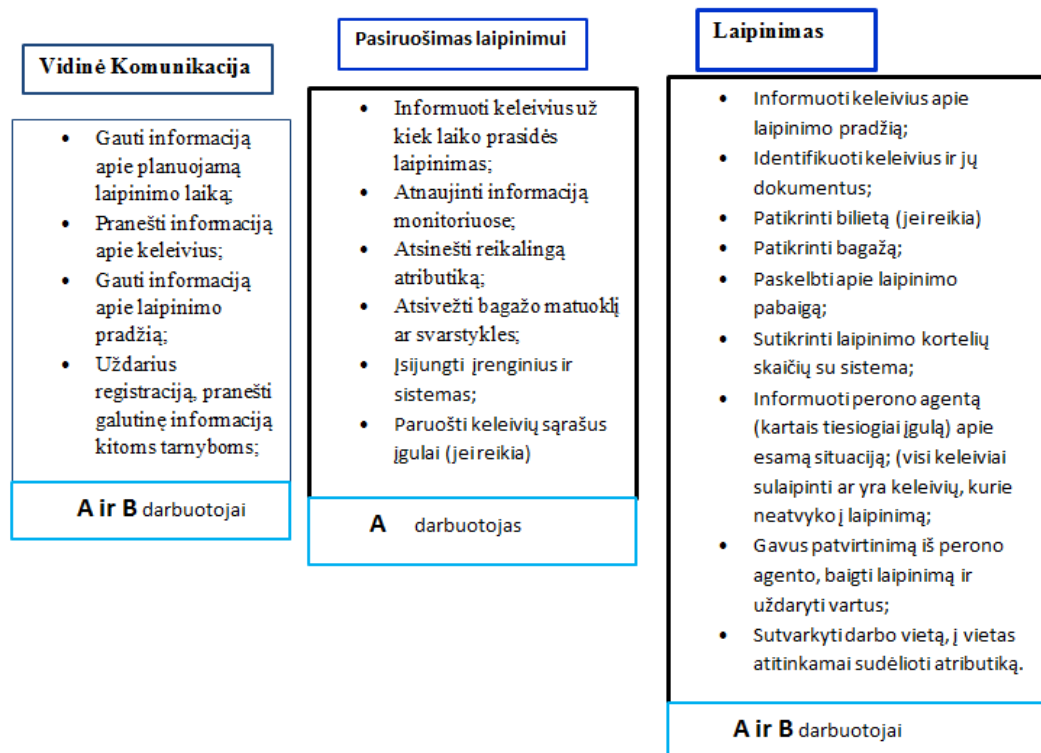 Vidinė Komunikacija
• Gauti informaciją
apie planuojamą
laipinimo laiką;
• Pranešti informaciją
apie keleivius;
• Gauti informaciją
apie laipinimo
pradžią;
• Uždarius
registraciją, pranešti
galutinę informaciją
kitoms tarnyboms;
A ir B darbuotojai
Pasiruošimas laipinimui
• Informuoti keleivius už
kiek laiko prasidės
laipinimas;
• Atnaujinti informaciją
monitoriuose;
• Atsinešti reikalingą
atributiką;
• Atsivežti bagažo matuoklį
ar svarstykles;
• Įsijungti įrenginius ir
sistemas;
• Paruošti keleivių sąrašus
įgulai (jei reikia)
A darbuotojas
Laipinimas
• Informuoti keleivius apie
laipinimo pradžią;
• Identifikuoti keleivius ir jų
dokumentus;
• Patikrinti bilietą (jei reikia)
• Patikrinti bagažą;
• Paskelbti apie laipinimo
pabaigą;
• Sutikrinti laipinimo kortelių
skaičių su sistema;
• Informuoti perono agentą
(kartais tiesiogiai įgulą) apie
esamą situaciją; (visi keleiviai
sulaipinti ar yra keleivių, kurie
neatvyko į laipinimą;
• Gavus patvirtinimą iš perono
agento, baigti laipinimą ir
uždaryti vartus;
• Sutvarkyti darbo vietą, į vietas
atitinkamai sudėlioti atributiką.
A ir B darbuotojai